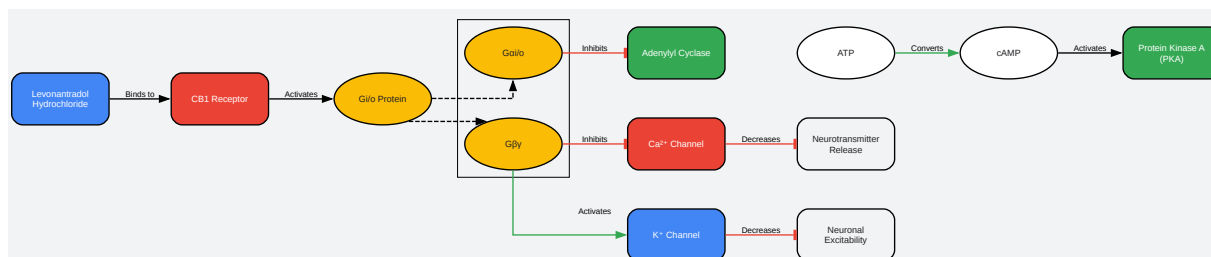 Gαi/o
Inhibits
Adenylyl Cyclase
ATP
Converts
cAMP
Activates
Protein Kinase A
(PKA)
Levonantradol
Hydrochloride
Binds to
CB1 Receptor
Activates
Gi/o Protein
Gβγ
Inhibits
Ca²⁺ Channel
Decreases
Neurotransmitter
Release
Activates
K⁺ Channel
Decreases
Neuronal
Excitability